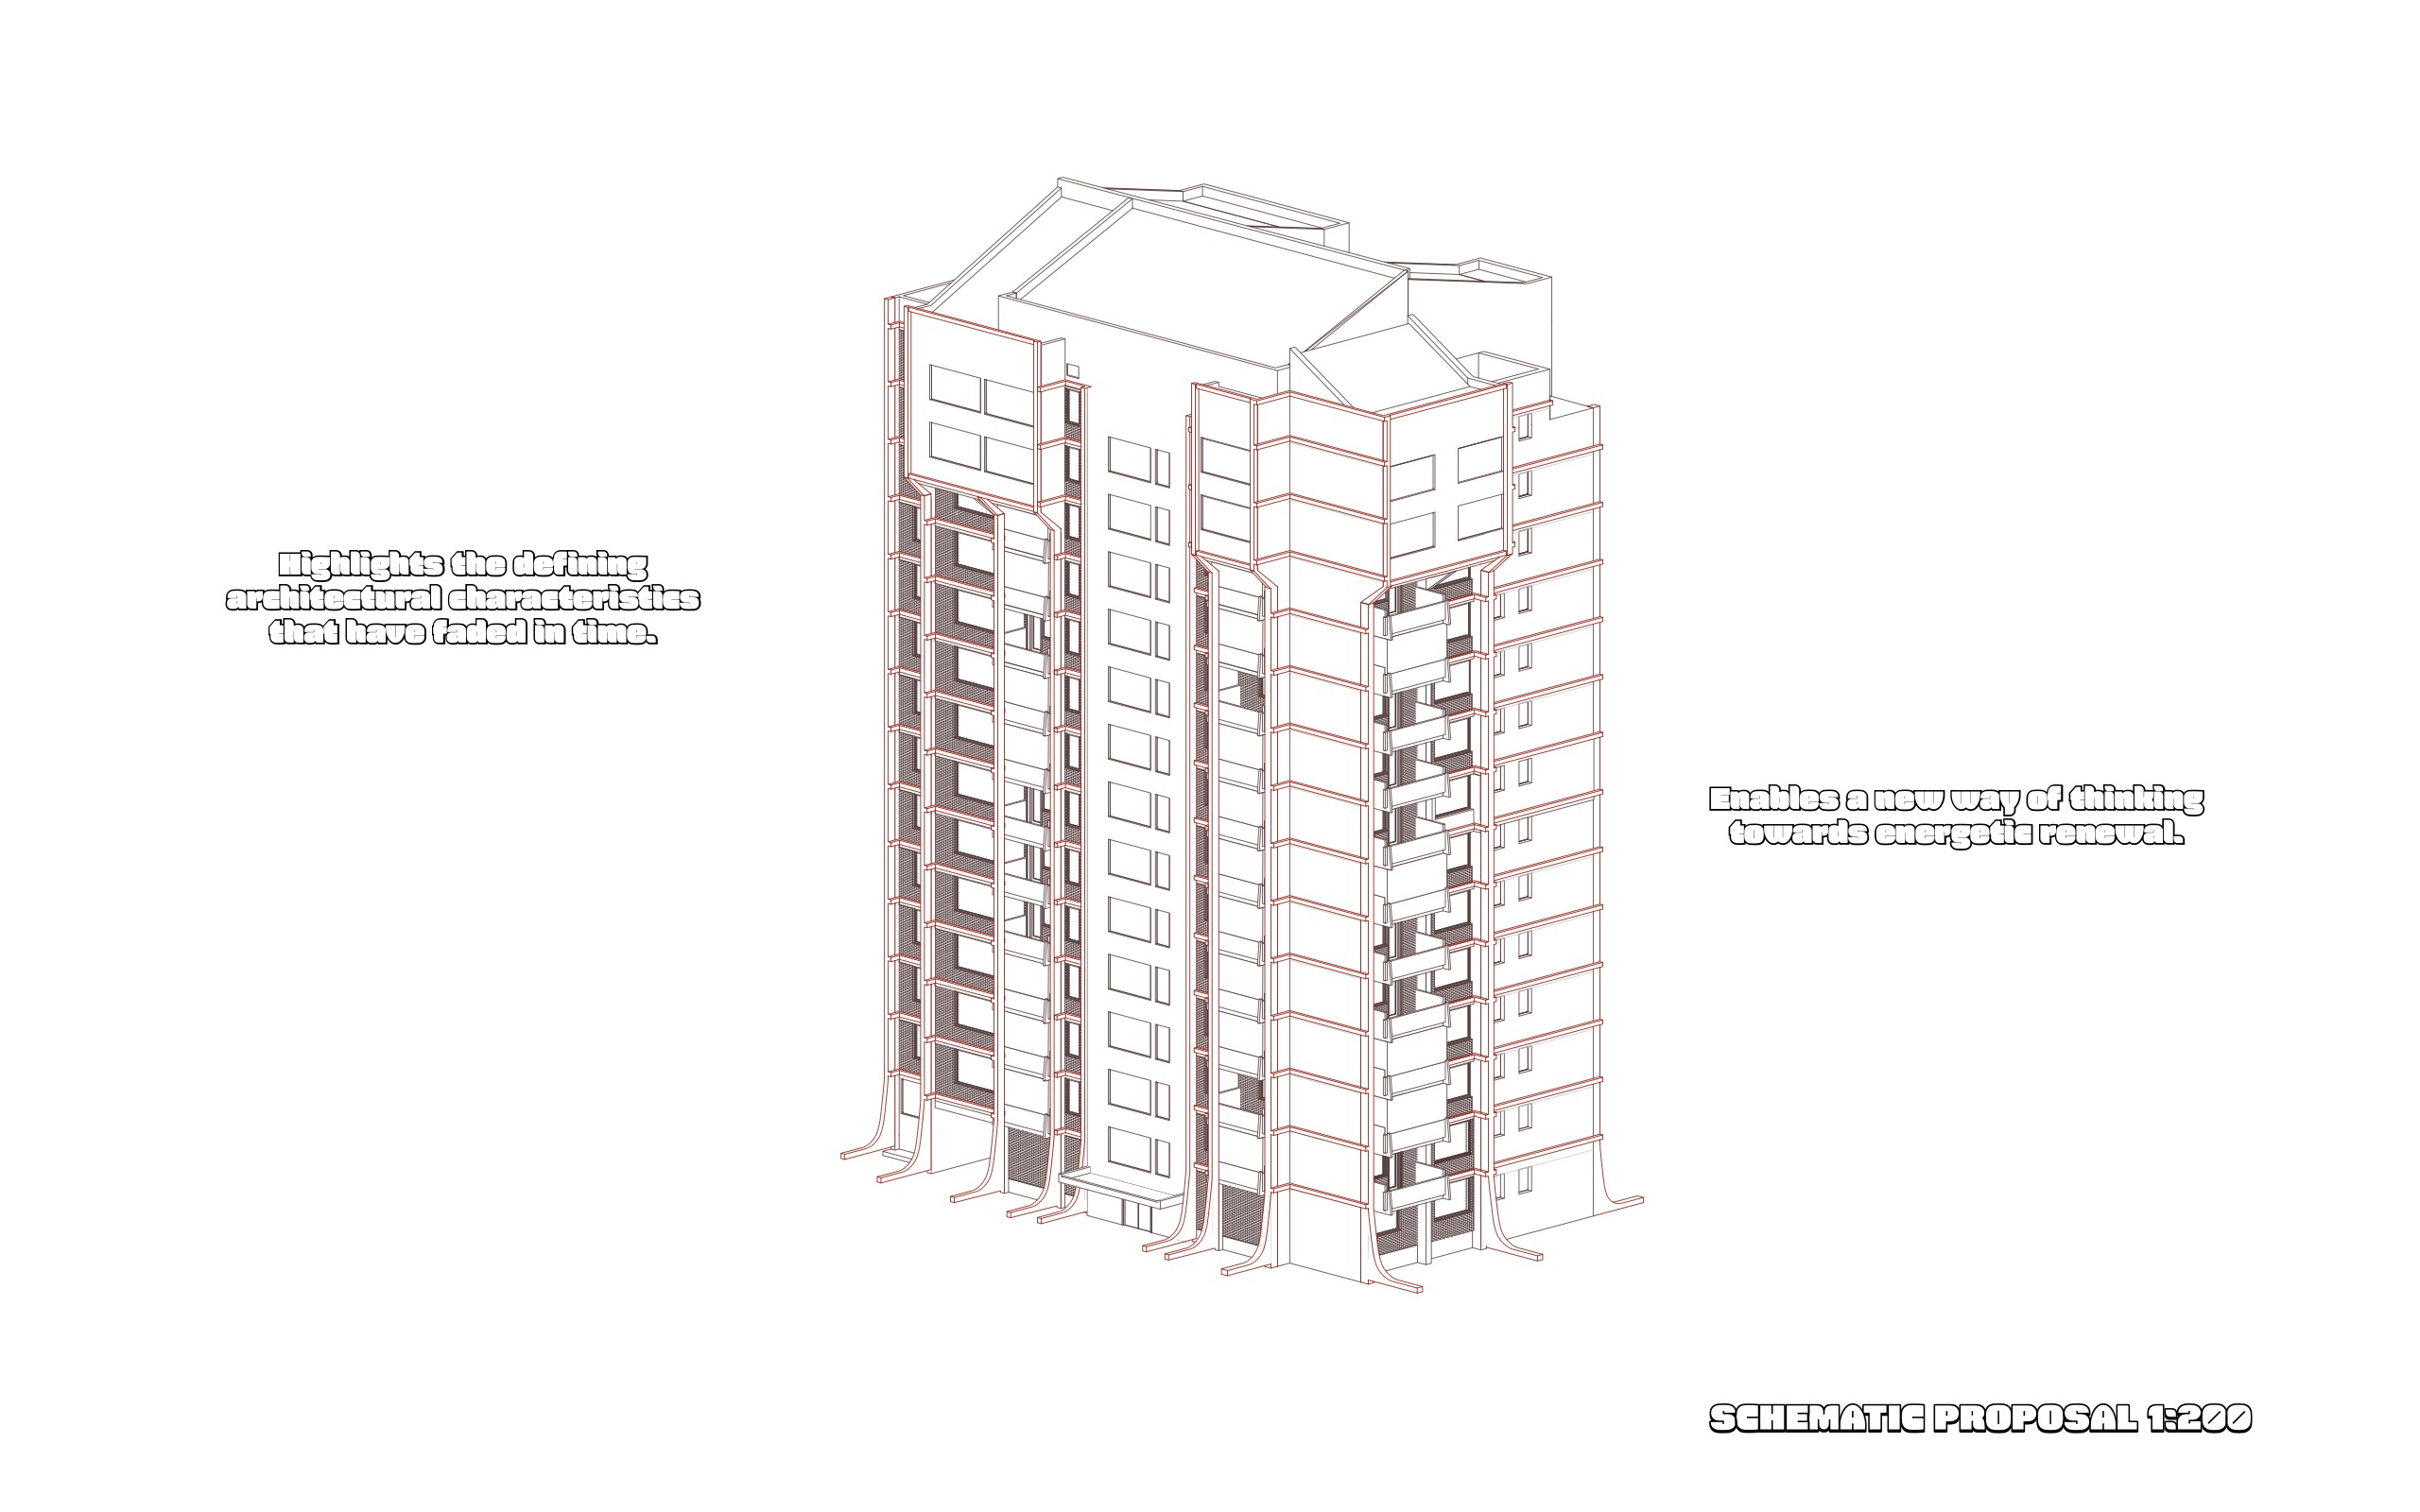 Highlights the defining
architectural characteristics
that have faded in time.
Enables a new way of thinking
towards energetic renewal.
SCHEMATIC PROPOSAL 1:200